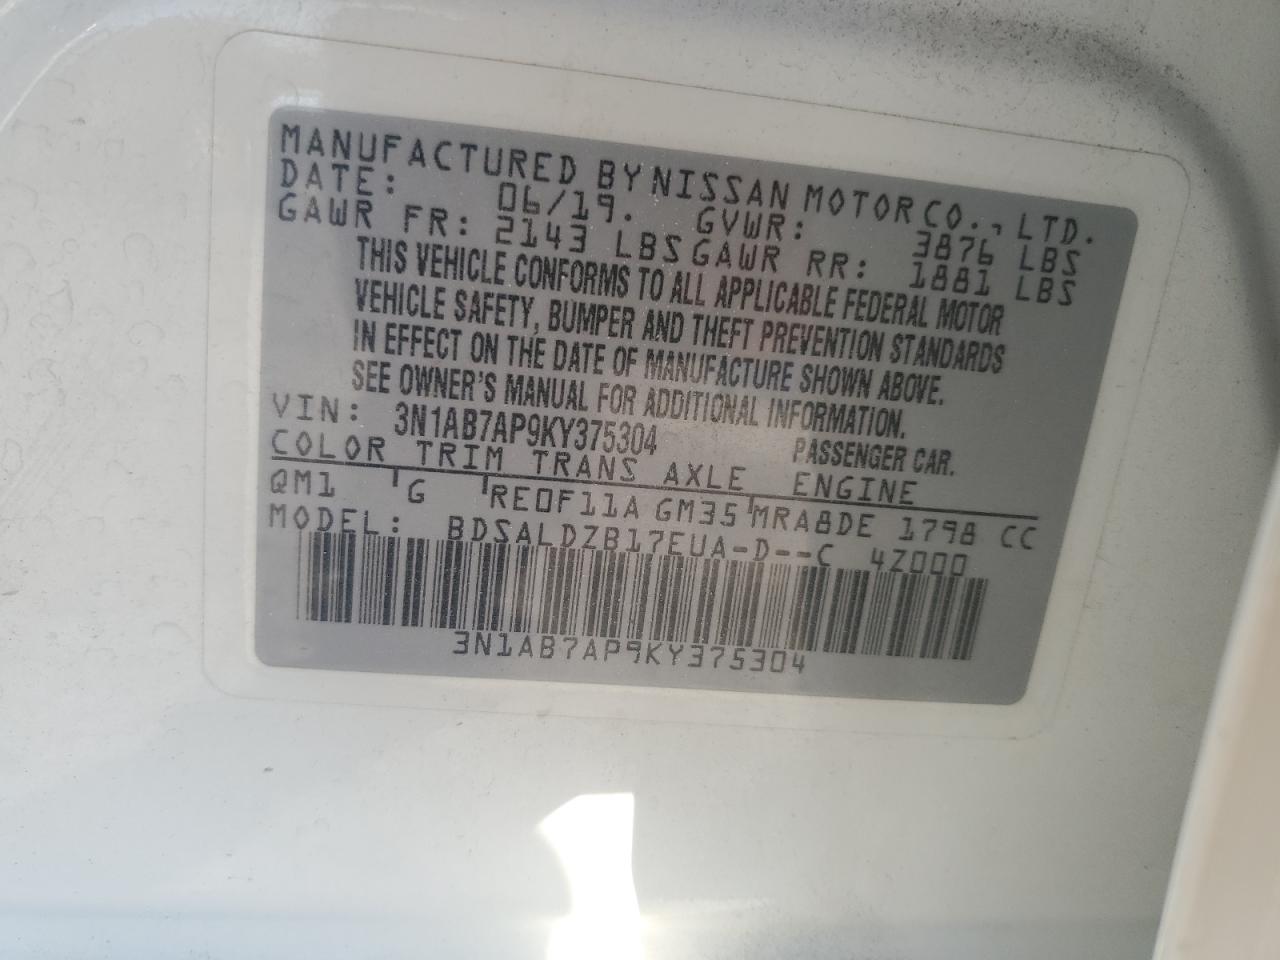 MANUFACTURED BY NISSAN MOTOR CO., LTD.
DATE: 06/19. GVWR: 3876 LBS
GAWR FR: 2143 LBS GAWR RR: 1881 LBS
THIS VEHICLE CONFORMS TO ALL APPLICABLE FEDERAL MOTOR
VEHICLE SAFETY, BUMPER AND THEFT PREVENTION STANDARDS
IN EFFECT ON THE DATE OF MANUFACTURE SHOWN ABOVE.
SEE OWNER'S MANUAL FOR ADDITIONAL INFORMATION.
VIN: 3N1AB7AP9KY375304 PASSENGER CAR.
COLOR TRIM TRANS AXLE ENGINE
QM1 G RE0F11A GM35 MRA8DE 1798 CC
MODEL: BDSALDZB17EUA-D--C 4Z000
3N1AB7AP9KY375304